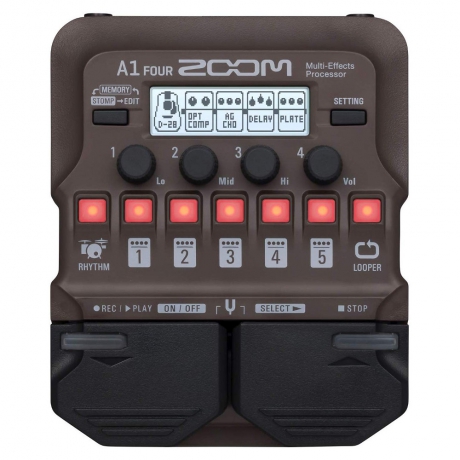 A1 FOUR ZOOM Multi-Effects Processor
MEMORY
STOMP → EDIT
SETTING
D-28 OPT COMP AG CHO DELAY PLATE
1 2 3 4
Lo Mid Hi Vol
RHYTHM 1 2 3 4 5 LOOPER
●REC / ▶PLAY ON / OFF SELECT ■STOP